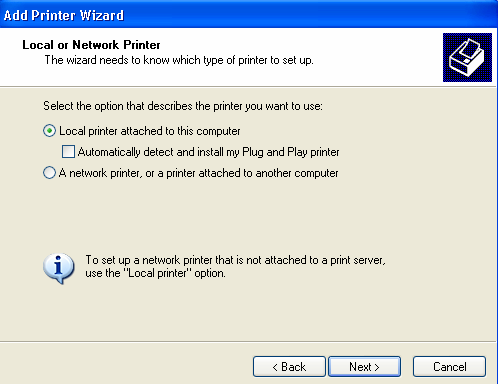 Add Printer Wizard
Local or Network Printer
The wizard needs to know which type of printer to set up.
Select the option that describes the printer you want to use:
Local printer attached to this computer
Automatically detect and install my Plug and Play printer
A network printer, or a printer attached to another computer
To set up a network printer that is not attached to a print server,
use the "Local printer" option.
< Back
Next >
Cancel